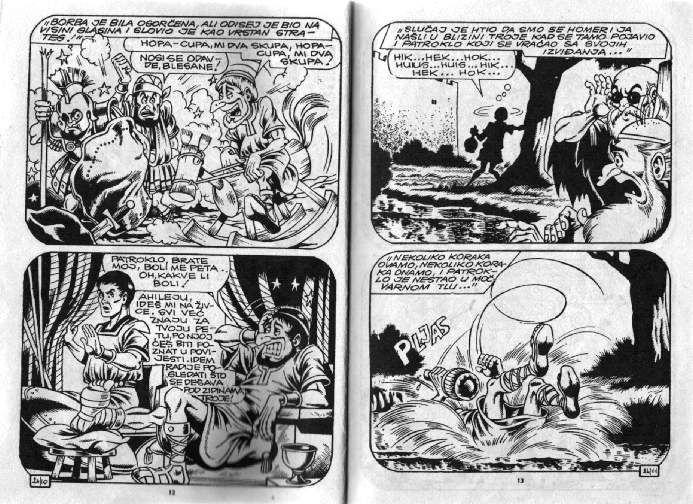 „BORBA JE BILA OGORČENA, ALI ODISEJ JE BIO NA
VISINI GLASINA I SLOVIO JE KAO VRSTAN STRA-
TEG!"
HOPA-CUPA, MI DVA SKUPA, HOPA-
CUPA, MI DVA
SKUPA!
NOSI SE ODAV-
DE, BLESANE!
PATROKLO, BRATE
MOJ, BOLI ME PETA...
OH, KAKVE LI
BOLI!
AHILEJU,
IDEŠ MI NA ŽIV-
CE. SVI VEĆ
ZNAJU ZA
TVOJU PE-
TU, PO NJOJ
ĆEŠ BITI PO-
ZNAT U POVI-
JESTI. IDEM
RADIJE PO-
GLEDATI ŠTO
SE DEŠAVA
POD ZIDINAMA
TROJE!
13
„SLUČAJ JE HTIO DA SMO SE HOMER I JA
NAŠLI U BLIZINI TROJE KAD SE TAMO POJAVIO
I PATROKLO KOJI SE VRAĆAO SA SVOJIH
IZVIĐANJA..."
HIK...HEK...HOK...
HUIUS...HUIS...HIK...
HEK... HOK...
„NEKOLIKO KORAKA
OVAMO, NEKOLIKO KORA-
KA ONAMO, I PATROK-
LO JE NESTAO U MOČ-
VARNOM TLU..."
PLJAS
13